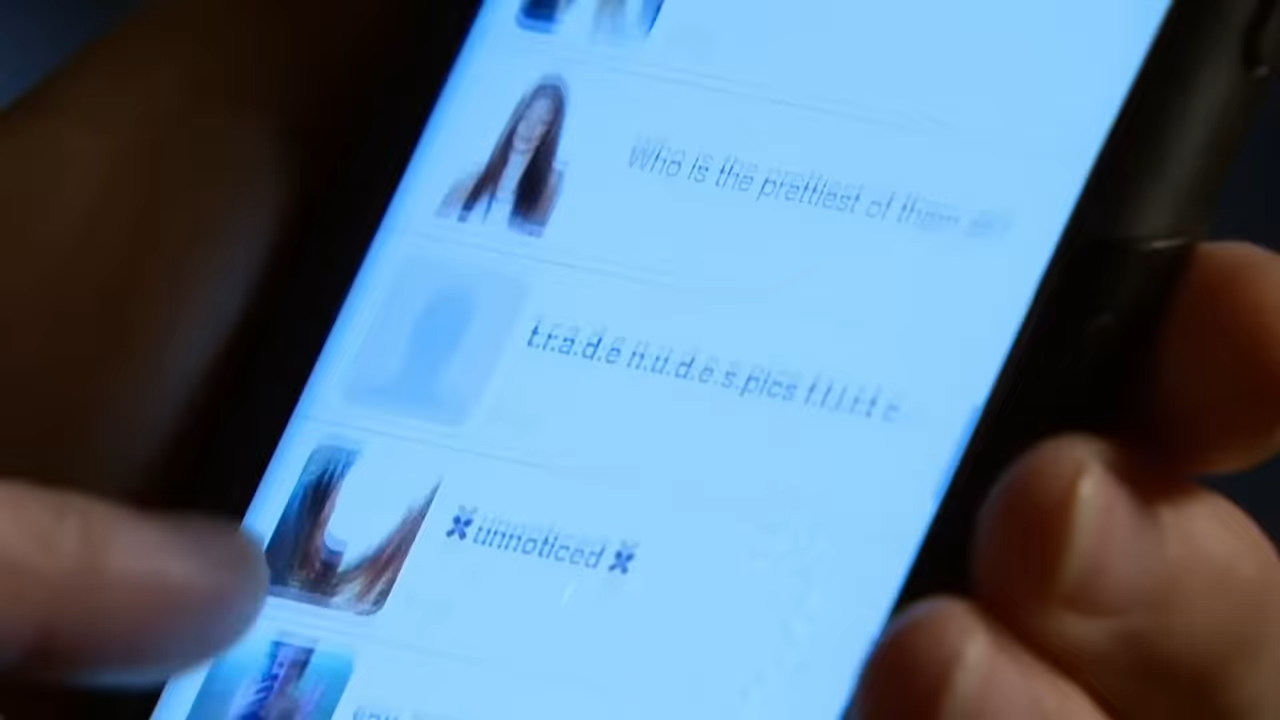 Who is the prettiest of them
t.r.a.d.e n.u.d.e.s.pics
unnoticed